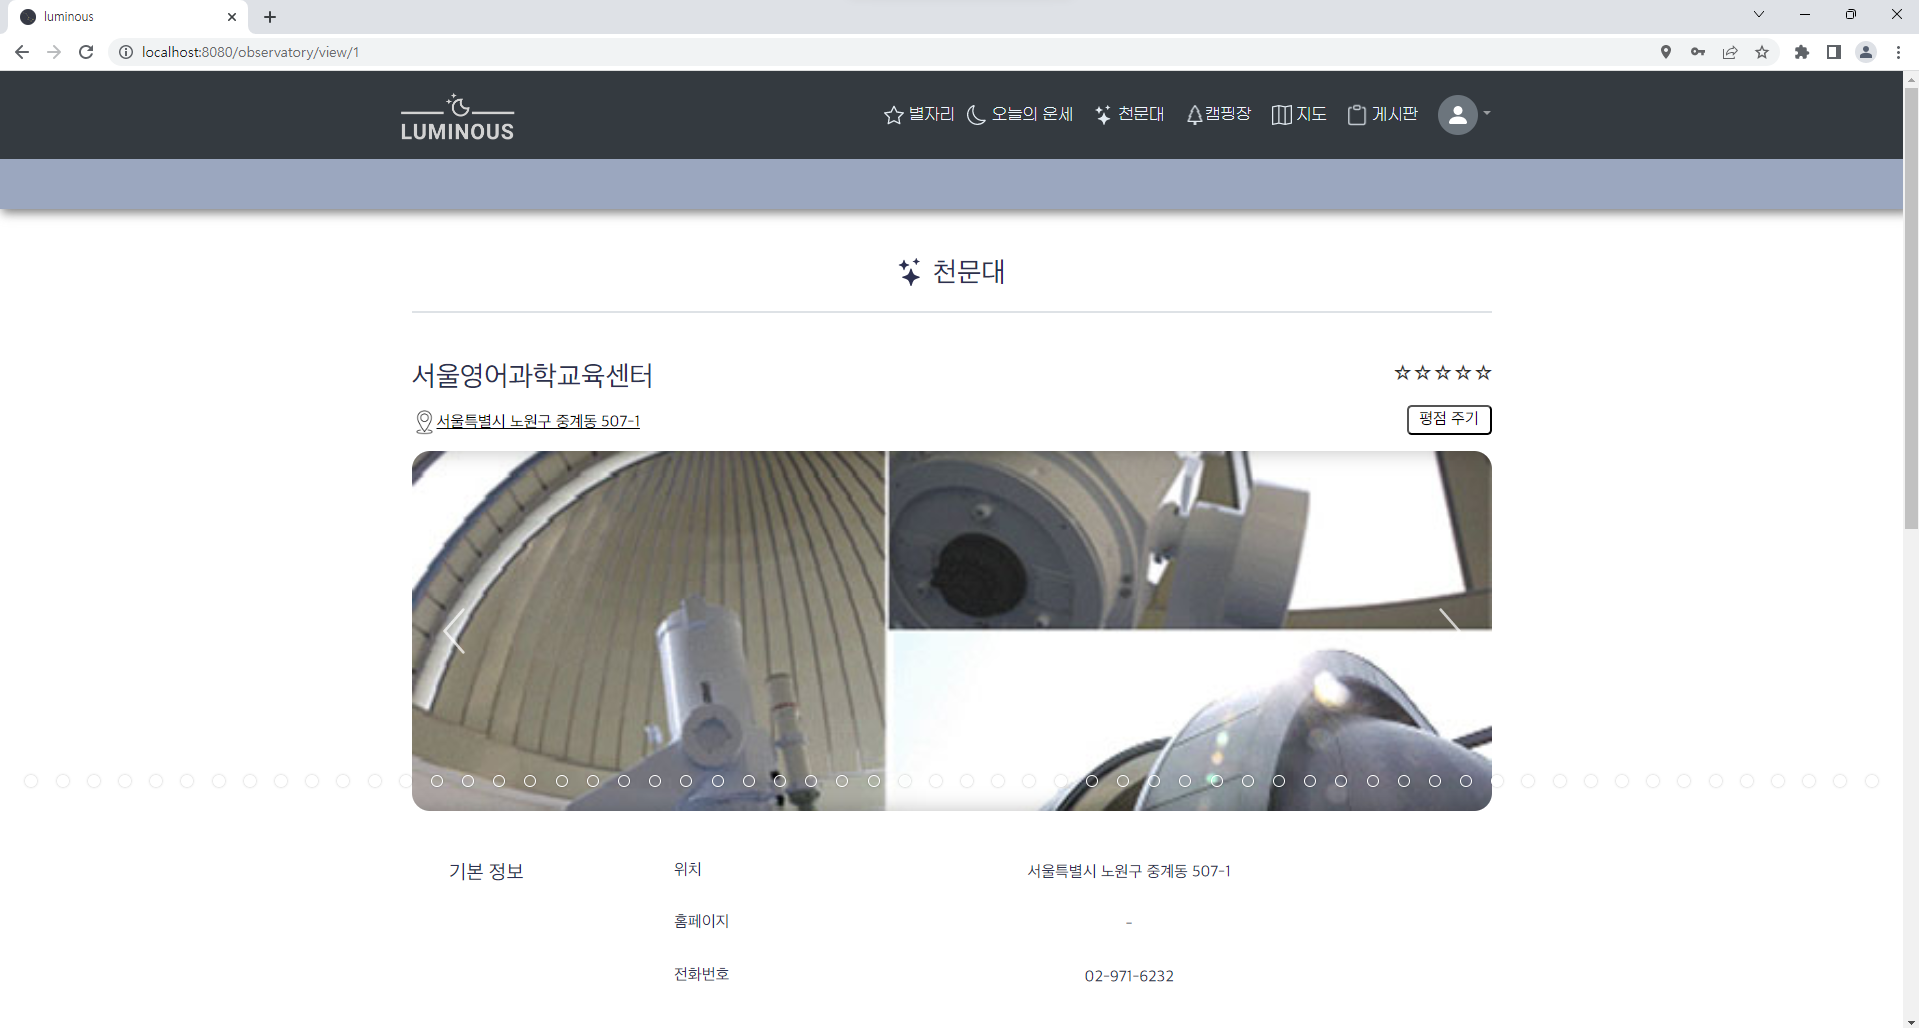 luminous
localhost:8080/observatory/view/1
LUMINOUS
별자리 오늘의 운세 천문대 캠핑장 지도 게시판
천문대
서울영어과학교육센터
서울특별시 노원구 중계동 507-1
평점 주기
기본 정보 위치 서울특별시 노원구 중계동 507-1
홈페이지 -
전화번호 02-971-6232